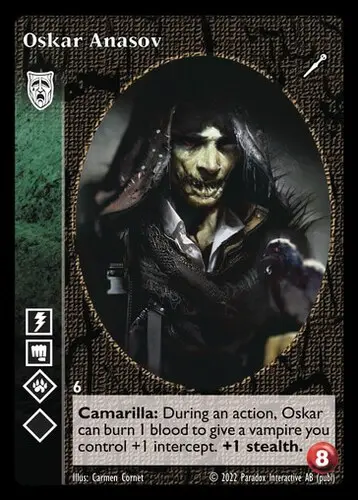 Oskar Anasov
6
Camarilla: During an action, Oskar
can burn 1 blood to give a vampire you
control +1 intercept. +1 stealth.
8
Illus: Carmen Cornet © 2022 Paradox Interactive AB (publ)